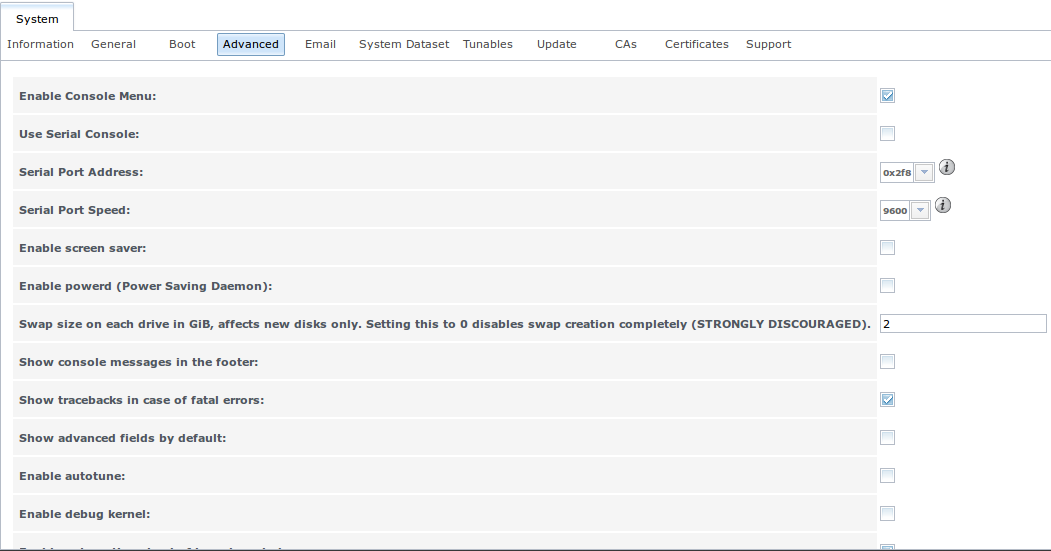 System
Information General Boot Advanced Email System Dataset Tunables Update CAs Certificates Support
Enable Console Menu:
Use Serial Console:
Serial Port Address: 0x2f8
Serial Port Speed: 9600
Enable screen saver:
Enable powerd (Power Saving Daemon):
Swap size on each drive in GiB, affects new disks only. Setting this to 0 disables swap creation completely (STRONGLY DISCOURAGED). 2
Show console messages in the footer:
Show tracebacks in case of fatal errors:
Show advanced fields by default:
Enable autotune:
Enable debug kernel: